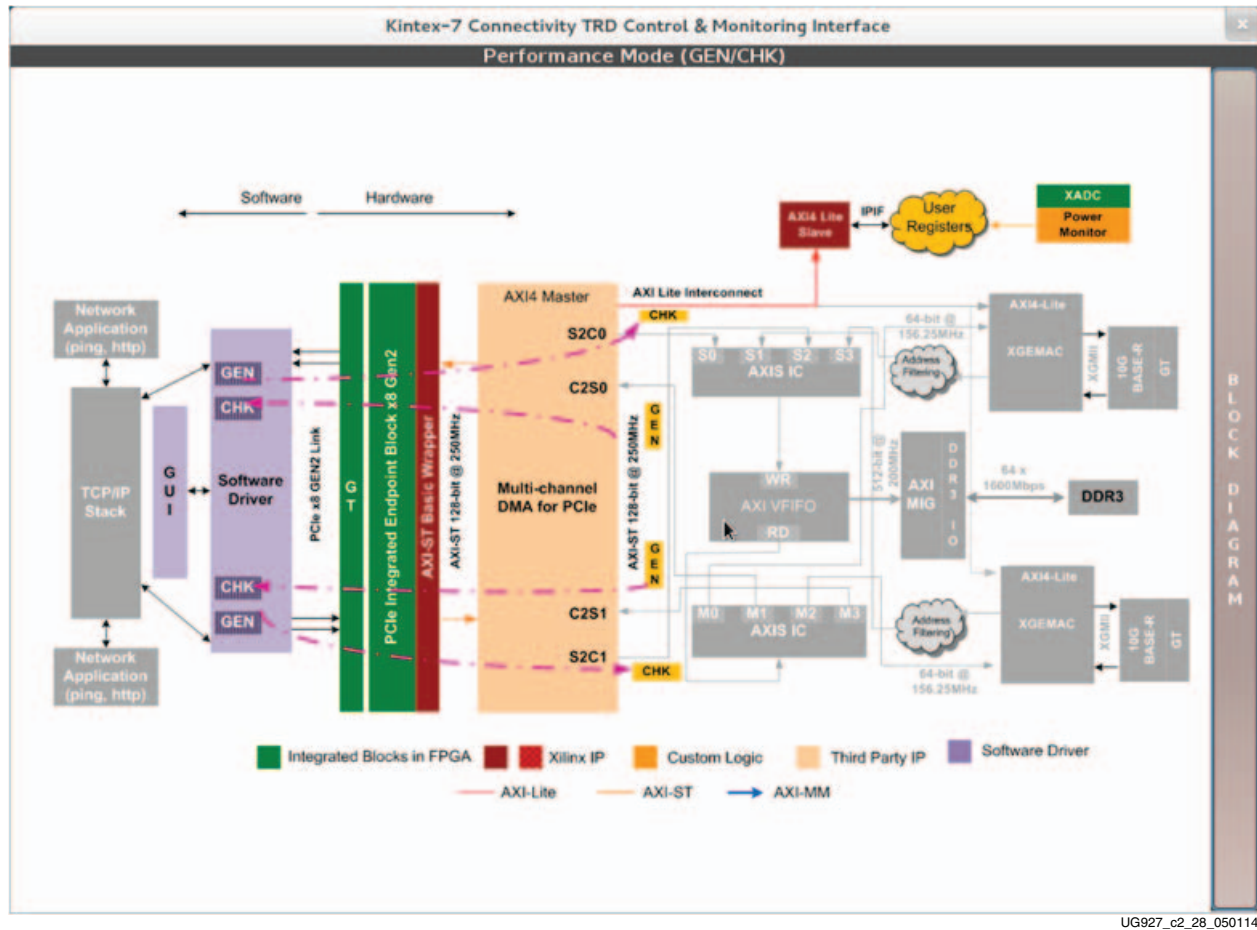 Kintex-7 Connectivity TRD Control & Monitoring Interface
x
Performance Mode (GEN/CHK)
Software
Hardware
XADC
Power
Monitor
AXI4 Lite
Slave
IPIF
User
Registers
Network
Application
(ping, http)
AXI4 Master
AXI Lite Interconnect
CHK
S2C0
C2S0
64-bit @
156.25MHz
AXI4-Lite
XGEMAC
XGMII
10G
BASE-R
GT
Address
Filtering
S0
S1
S2
S3
AXIS IC
GEN
CHK
GEN
TCP/IP
Stack
GUI
Software
Driver
PCIe x8 GEN2 Link
GT
PCIe Integrated Endpoint Block x8 Gen2
AXI-ST Basic Wrapper
AXI-ST 128-bit @ 250MHz
Multi-channel
DMA for PCIe
AXI-ST 128-bit @ 250MHz
WR
AXI VFIFO
RD
512-bit @
200MHz
AXI
MIG
DDR3 IO
64 x
1600Mbps
DDR3
BLOCK DIAGRAM
GEN
CHK
GEN
C2S1
S2C1
CHK
M0
M1
M2
M3
AXIS IC
Address
Filtering
64-bit @
156.25MHz
AXI4-Lite
XGEMAC
XGMII
10G
BASE-R
GT
Network
Application
(ping, http)
Integrated Blocks in FPGA
Xilinx IP
Custom Logic
Third Party IP
Software Driver
AXI-Lite
AXI-ST
AXI-MM
UG927_c2_28_050114